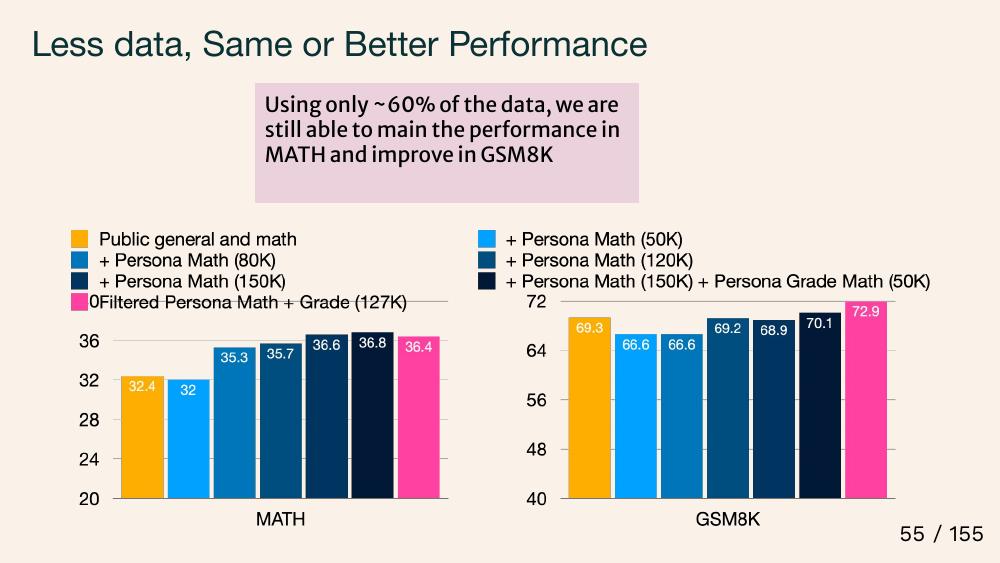 Less data, Same or Better Performance
Using only ~60% of the data, we are
still able to main the performance in
MATH and improve in GSM8K
Public general and math
+ Persona Math (80K)
+ Persona Math (150K)
Filtered Persona Math + Grade (127K)
+ Persona Math (50K)
+ Persona Math (120K)
+ Persona Math (150K) + Persona Grade Math (50K)
0
36
32
28
24
20
32.4
32
35.3
35.7
36.6
36.8
36.4
MATH
72
64
56
48
40
69.3
66.6
66.6
69.2
68.9
70.1
72.9
GSM8K
55 / 155